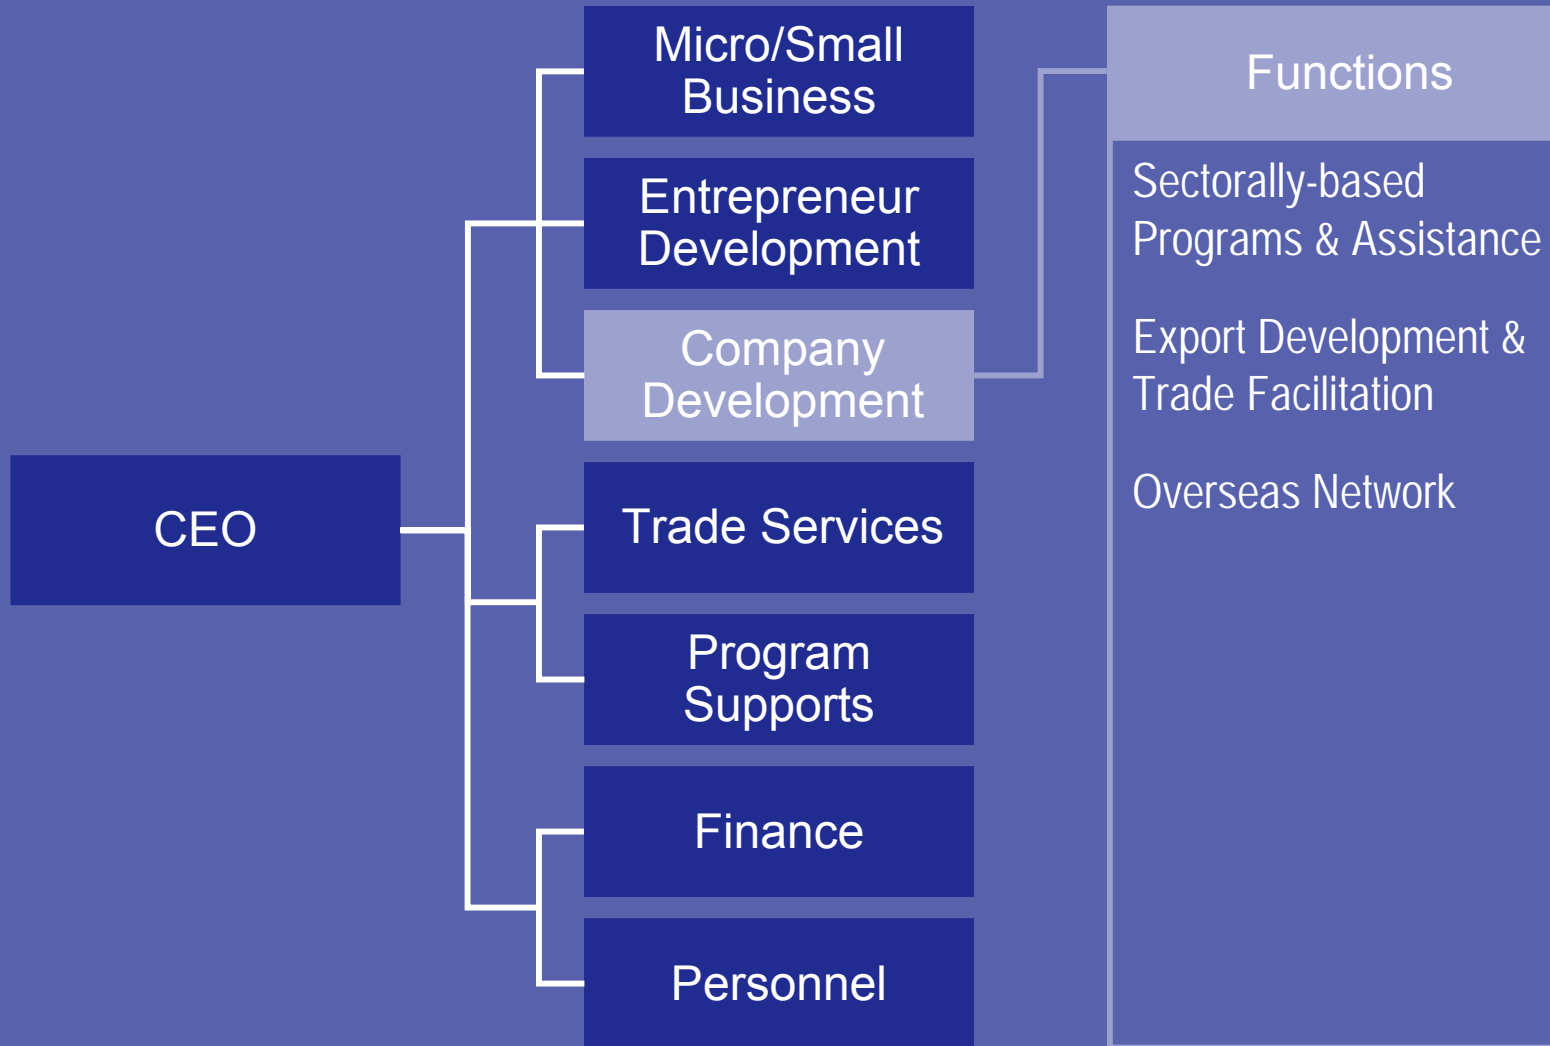 CEO
Micro/Small
Business
Entrepreneur
Development
Company
Development
Trade Services
Program
Supports
Finance
Personnel
Functions
Sectorally-based
Programs & Assistance
Export Development &
Trade Facilitation
Overseas Network